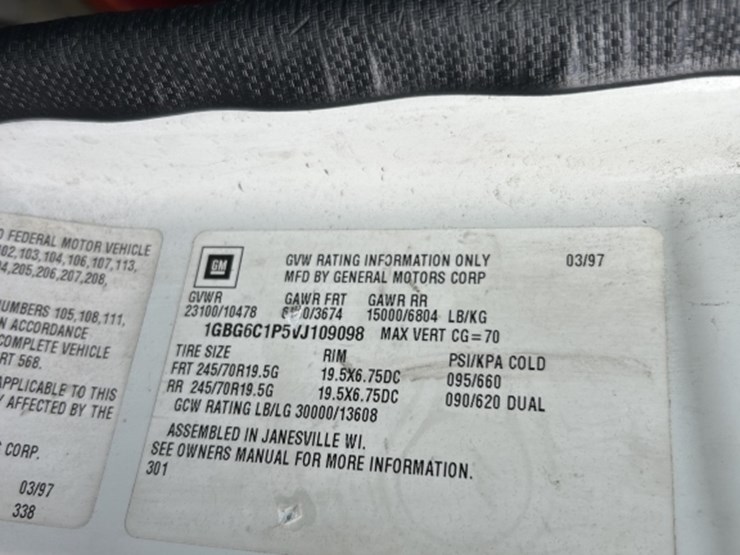 FEDERAL MOTOR VEHICLE
02,103,104,106,107,113,
4,205,206,207,208,
NUMBERS 105,108,111,
ACCORDANCE
COMPLETE VEHICLE
RT 568.
APPLICABLE TO THIS
AFFECTED BY THE
CORP.
03/97
338
GM
GVW RATING INFORMATION ONLY 03/97
MFD BY GENERAL MOTORS CORP
GVWR GAWR FRT GAWR RR
23100/10478 0/3674 15000/6804 LB/KG
1GBG6C1P5VJ109098 MAX VERT CG=70
TIRE SIZE RIM PSI/KPA COLD
FRT 245/70R19.5G 19.5X6.75DC 095/660
RR 245/70R19.5G 19.5X6.75DC 090/620 DUAL
GCW RATING LB/LG 30000/13608
ASSEMBLED IN JANESVILLE WI.
SEE OWNERS MANUAL FOR MORE INFORMATION.
301